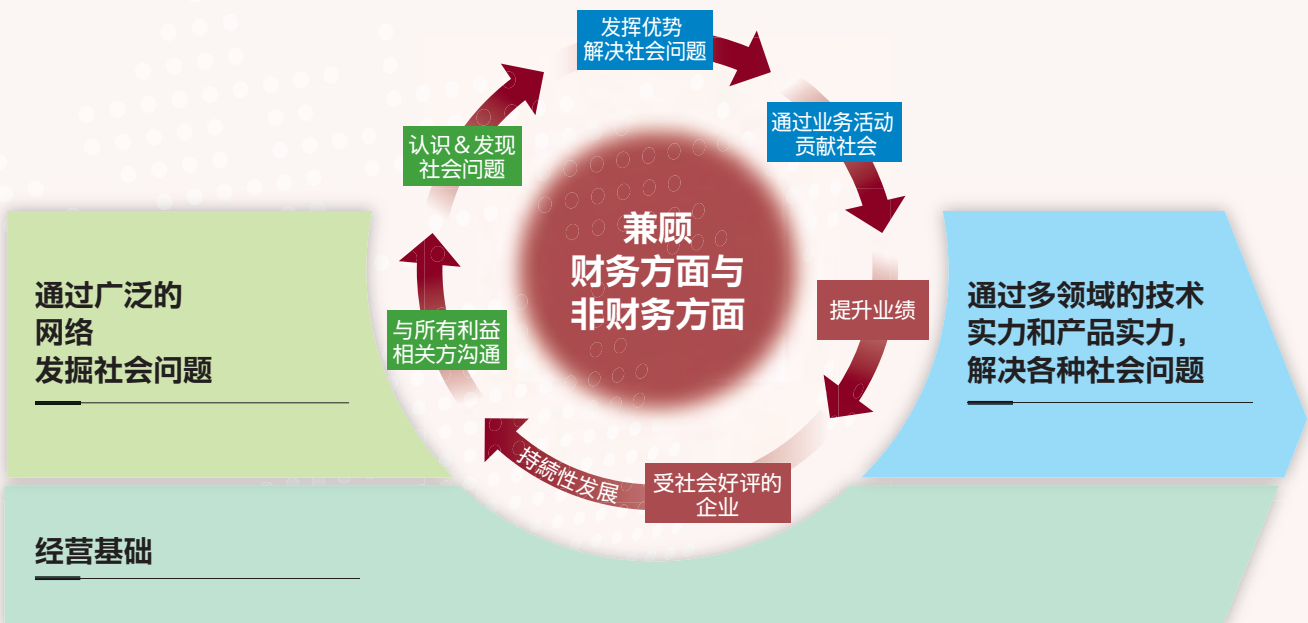 发挥优势
解决社会问题
通过业务活动
贡献社会
认识＆发现
社会问题
兼顾
财务方面与
非财务方面
通过广泛的
网络
发掘社会问题
与所有利益
相关方沟通
提升业绩
通过多领域的技术
实力和产品实力，
解决各种社会问题
持続性发展
受社会好评的
企业
经营基础